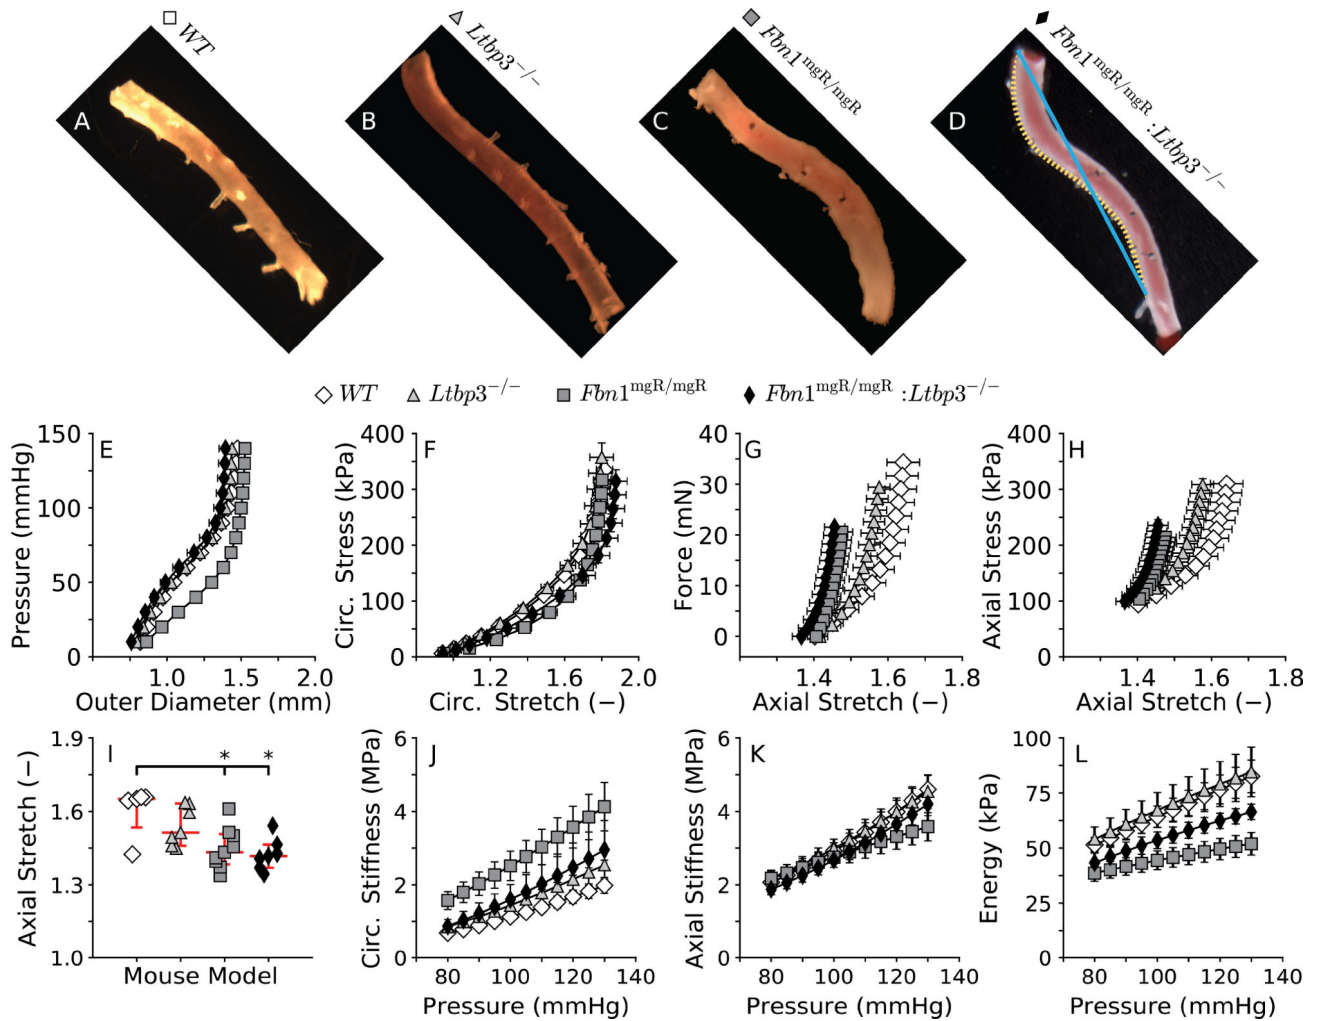 WT
Ltbp3−/−
Fbn1mgR/mgR
Fbn1mgR/mgR :Ltbp3−/−
A
B
C
D
WT Ltbp3−/− Fbn1mgR/mgR Fbn1mgR/mgR :Ltbp3−/−
E
Pressure (mmHg)
150
100
50
0
1.0 1.5 2.0
Outer Diameter (mm)
F
Circ. Stress (kPa)
400
300
200
100
0
1.2 1.6 2.0
Circ. Stretch (−)
G
Force (mN)
40
30
20
10
0
1.4 1.6 1.8
Axial Stretch (−)
H
Axial Stress (kPa)
400
300
200
100
0
1.4 1.6 1.8
Axial Stretch (−)
I
Axial Stretch (−)
1.9
1.6
1.3
1.0
* *
Mouse Model
J
Circ. Stiffness (MPa)
6
4
2
0
80 100 120 140
Pressure (mmHg)
K
Axial Stiffness (MPa)
6
4
2
0
80 100 120 140
Pressure (mmHg)
L
Energy (kPa)
100
75
50
25
0
80 100 120 140
Pressure (mmHg)